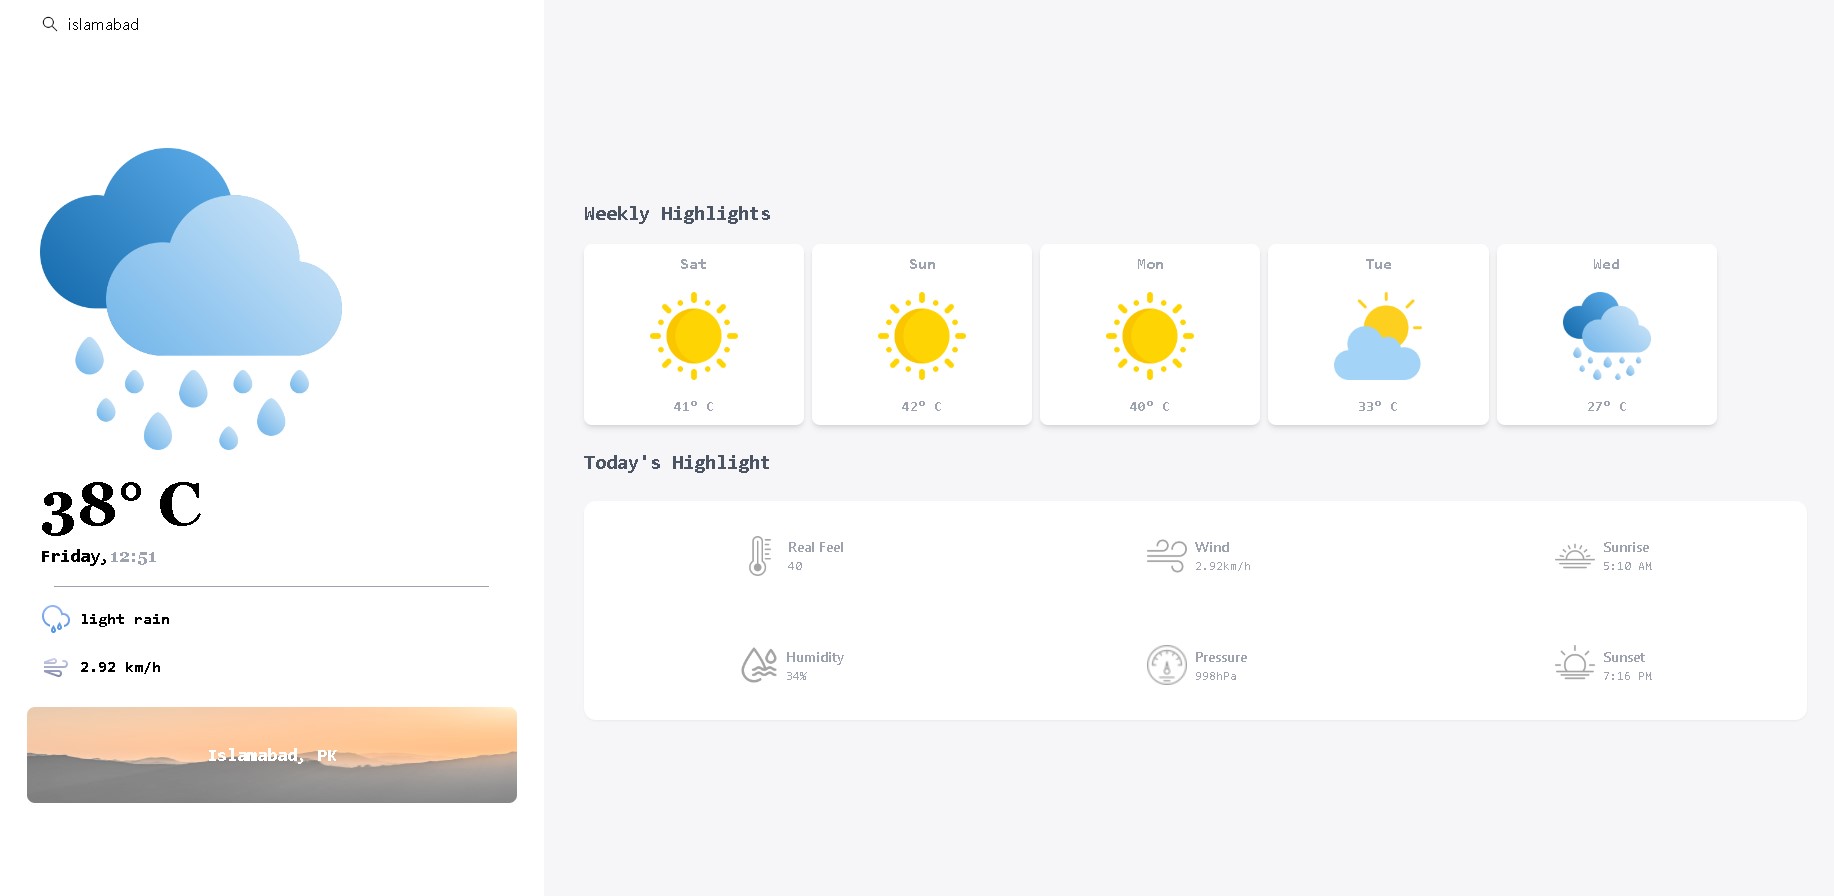 islamabad
38° C
Friday, 12:51
light rain
2.92 km/h
Islamabad, PK
Weekly Highlights
Sat
41° C
Sun
42° C
Mon
40° C
Tue
33° C
Wed
27° C
Today's Highlight
Real Feel
40
Wind
2.92km/h
Sunrise
5:10 AM
Humidity
34%
Pressure
998hPa
Sunset
7:16 PM